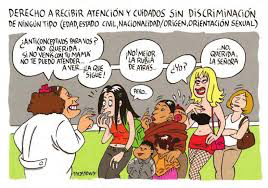 DERECHO A RECIBIR ATENCIÓN Y CUIDADOS SIN DISCRIMINACIÓN
DE NINGÚN TIPO (EDAD, ESTADO CIVIL, NACIONALIDAD/ORIGEN, ORIENTACIÓN SEXUAL)
¿ANTICONCEPTIVOS PARA VOS?
NO, QUERIDA.
SI NO VENÍS CON TU MAMÁ
NO TE PUEDO ATENDER...
A VER... ¡LA QUE
SIGUE!
PERO...
¡NO! MEJOR
LA RUBIA
DE ATRÁS.
¿YO?
...NO,
QUERIDA.
LA SEÑORA